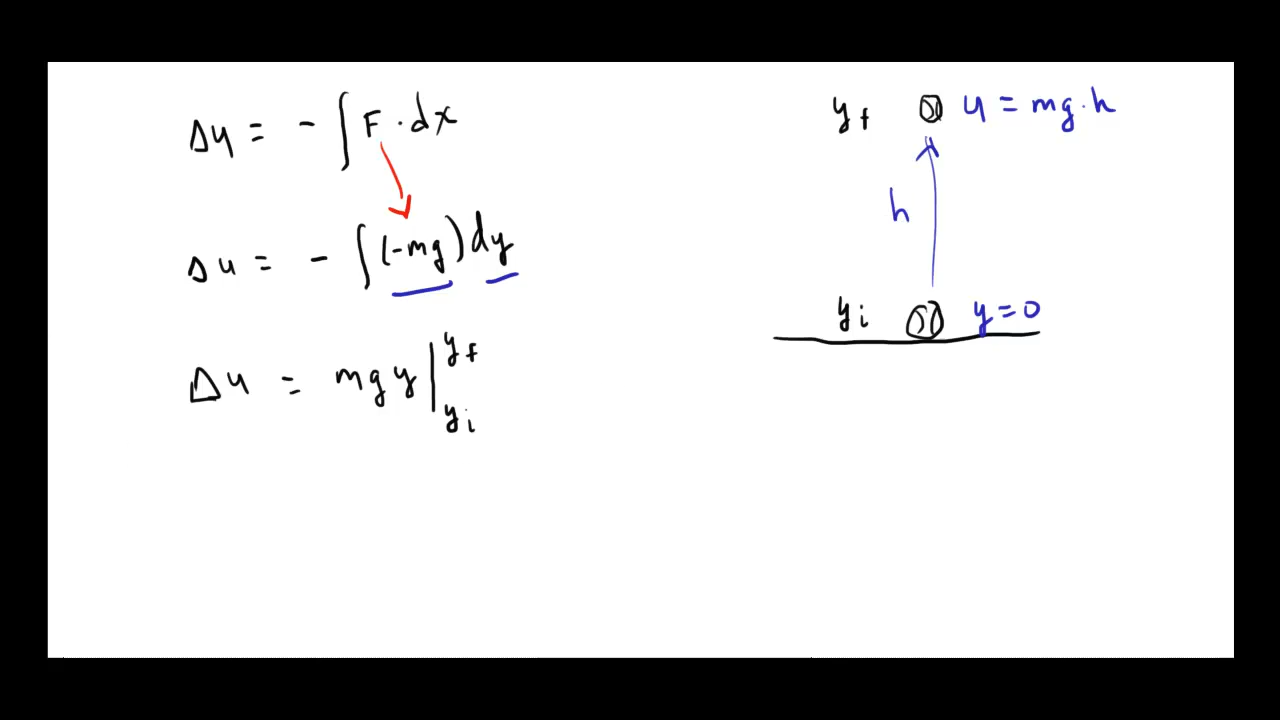 Δu = - ∫ F · dx
Δu = - ∫ (-mg) dy
Δu = mgy | yf yi
yf u = mg·h
h
yi y = 0